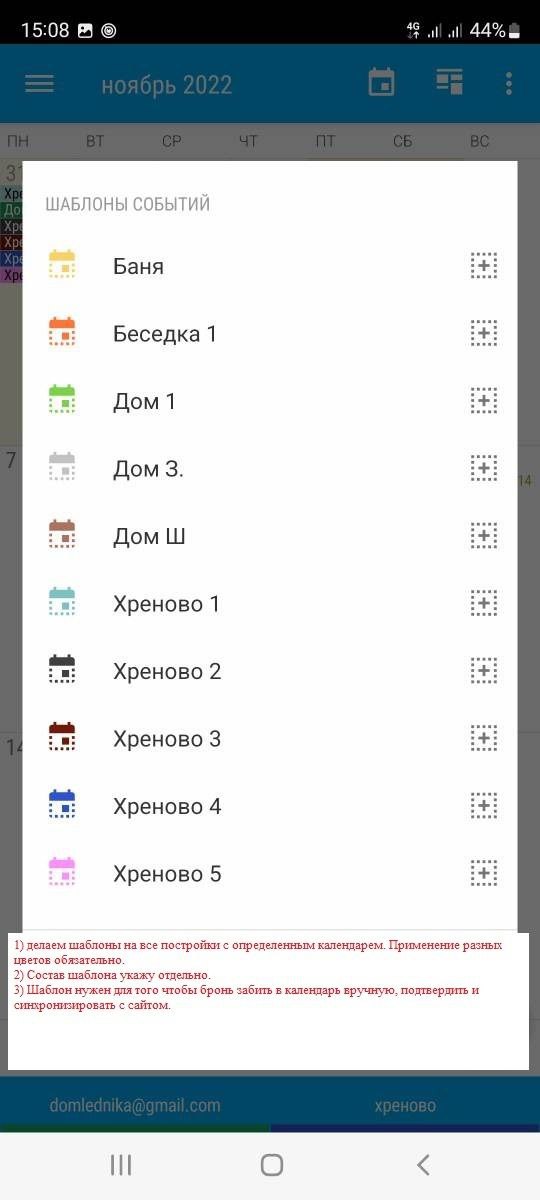 15:08 4G 44%
ноябрь 2022
ПН ВТ СР ЧТ ПТ СБ ВС
31
Хре
До
Хре
Хре
Хре
Хре
ШАБЛОНЫ СОБЫТИЙ
Баня
Беседка 1
Дом 1
Дом З.
7
14
Дом Ш
Хреново 1
Хреново 2
Хреново 3
14
Хреново 4
Хреново 5
1) делаем шаблоны на все постройки с определенным календарем. Применение разных
цветов обязательно.
2) Состав шаблона укажу отдельно.
3) Шаблон нужен для того чтобы бронь забить в календарь вручную, подтвердить и
синхронизировать с сайтом.
domlednika@gmail.com хреново